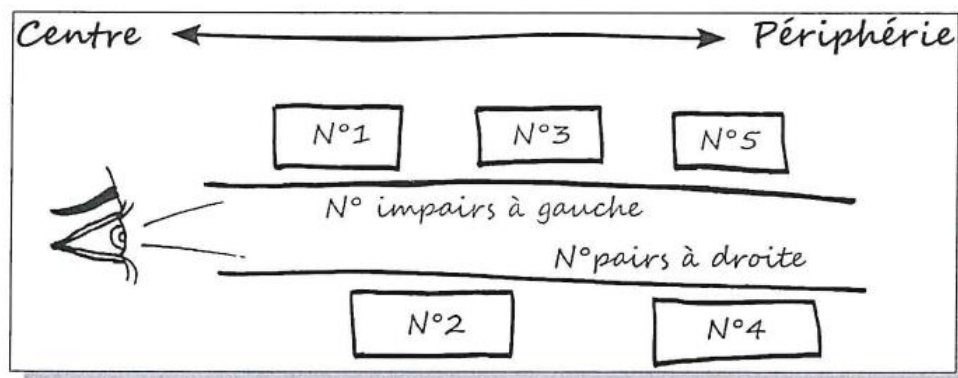 Centre Périphérie
N°1 N°3 N°5
N° impairs à gauche
N°pairs à droite
N°2 N°4